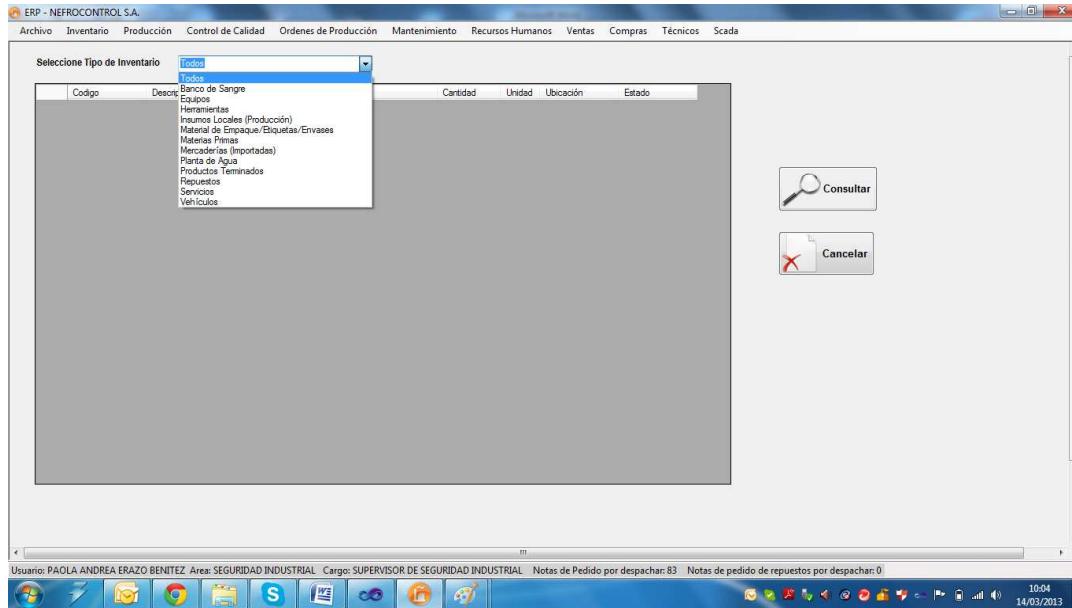 ERP - NEFROCONTROL S.A.
Archivo Inventario Producción Control de Calidad Ordenes de Producción Mantenimiento Recursos Humanos Ventas Compras Técnicos Scada
Seleccione Tipo de Inventario Todos
Todos
Codigo Descrip Cantidad Unidad Ubicación Estado
Banco de Sangre
Equipos
Herramientas
Insumos Locales (Producción)
Material de Empaque/Etiquetas/Envases
Materias Primas
Mercaderías (Importadas)
Planta de Agua
Productos Terminados
Repuestos
Servicios
Vehículos
Consultar
Cancelar
Usuario: PAOLA ANDREA ERAZO BENITEZ Area: SEGURIDAD INDUSTRIAL Cargo: SUPERVISOR DE SEGURIDAD INDUSTRIAL Notas de Pedido por despachar: 83 Notas de pedido de repuestos por despachar: 0
10:04
14/03/2013